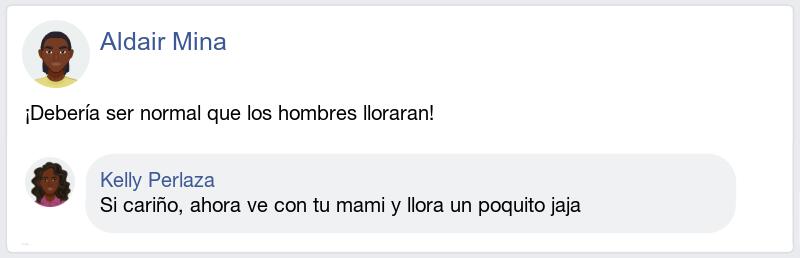 Aldair Mina
¡Debería ser normal que los hombres lloraran!
Kelly Perlaza
Si cariño, ahora ve con tu mami y llora un poquito jaja